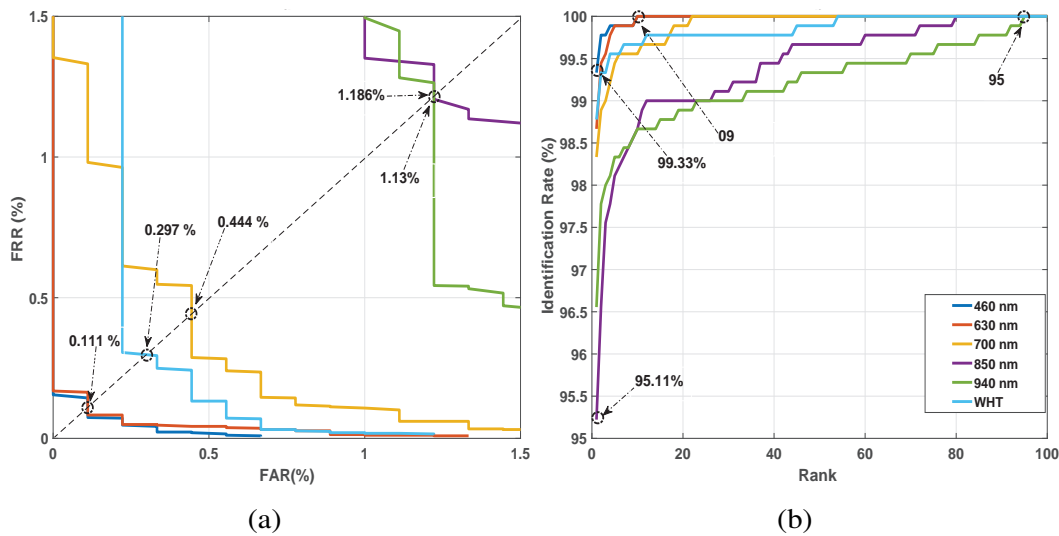 1.5
1
0.5
0
0
0.5
1
1.5
FRR (%)
FAR(%)
1.186%
1.13%
0.297 %
0.444 %
0.111 %
(a)
100
99.5
99
98.5
98
97.5
97
96.5
96
95.5
95
0
20
40
60
80
100
Identification Rate (%)
Rank
95
09
99.33%
95.11%
460 nm
630 nm
700 nm
850 nm
940 nm
WHT
(b)